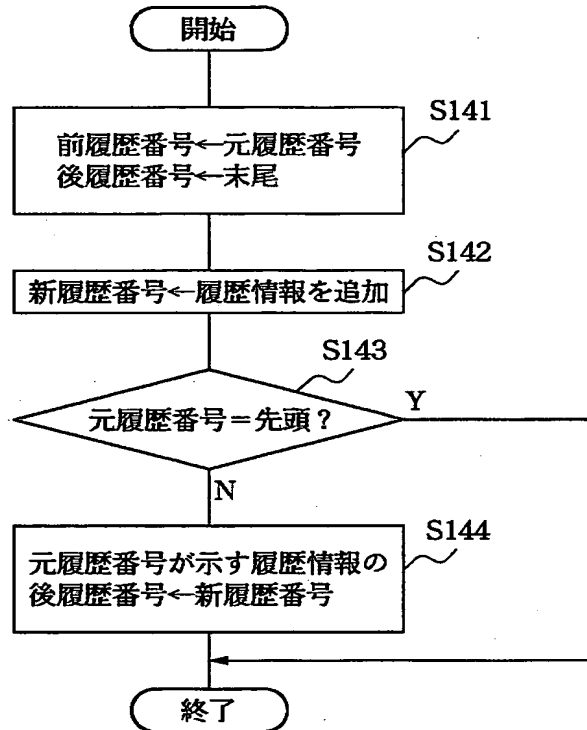 開始
S141
前履歴番号←元履歴番号
後履歴番号←末尾
S142
新履歴番号←履歴情報を追加
S143
元履歴番号=先頭?
Y
N
S144
元履歴番号が示す履歴情報の
後履歴番号←新履歴番号
終了